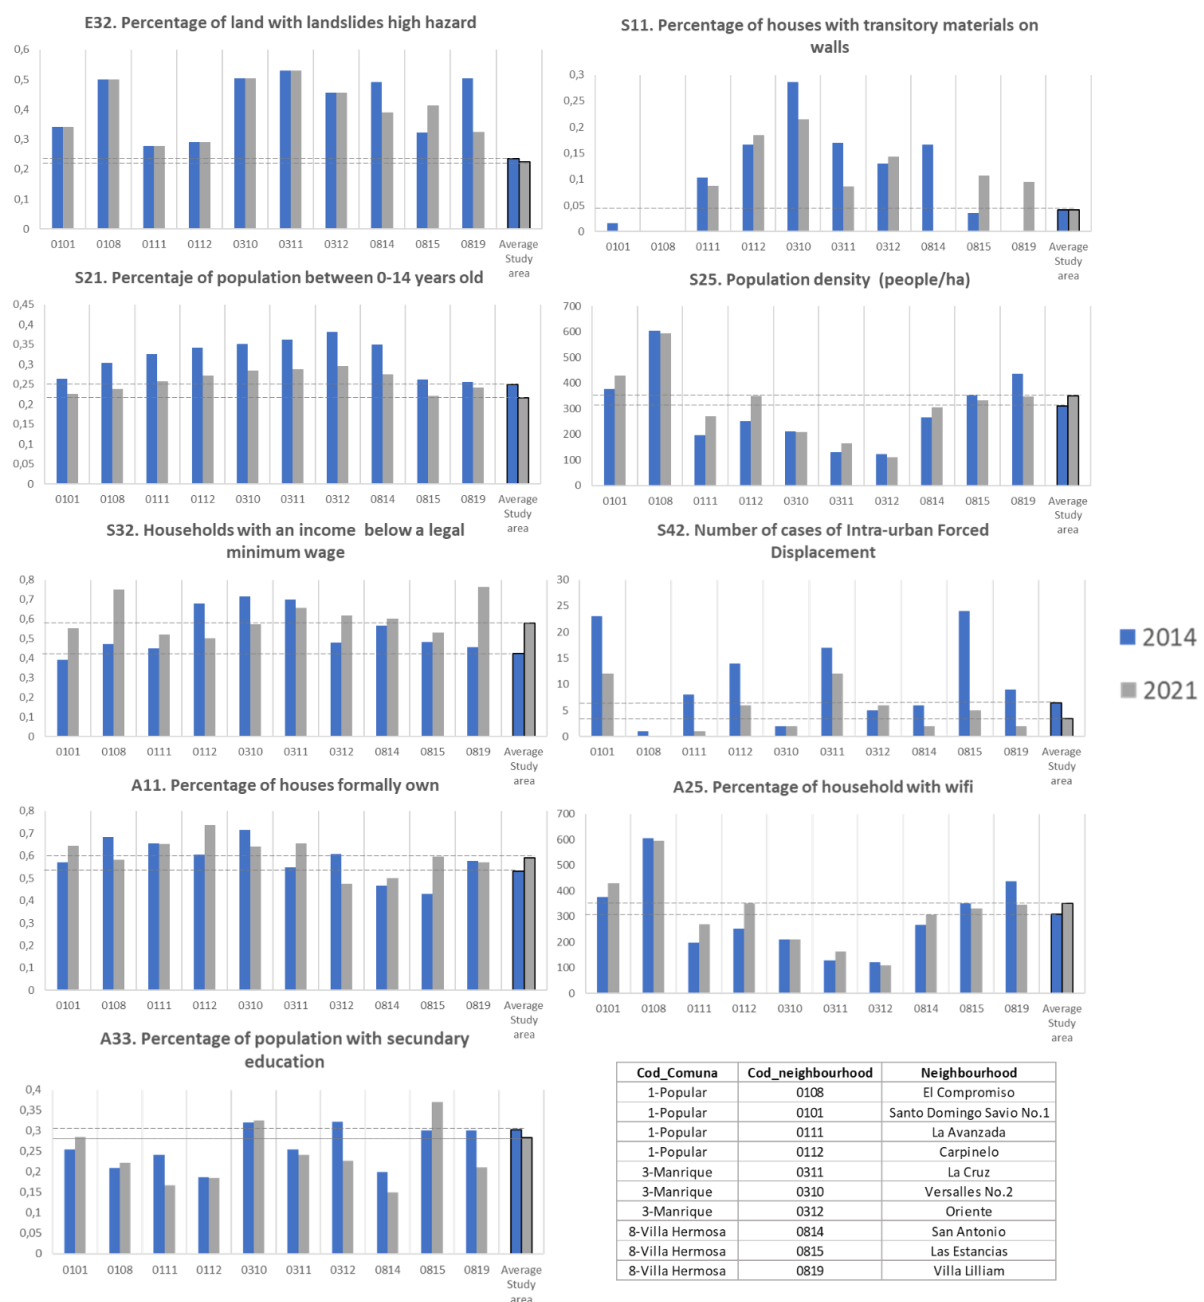 E32. Percentage of land with landslides high hazard
0,6
0,5
0,4
0,3
0,2
0,1
0
0101 0108 0111 0112 0310 0311 0312 0814 0815 0819 Average
Study
area
S11. Percentage of houses with transitory materials on
walls
0,3
0,25
0,2
0,15
0,1
0,05
0
0101 0108 0111 0112 0310 0311 0312 0814 0815 0819 Average
Study
area
S21. Percentaje of population between 0-14 years old
0,45
0,4
0,35
0,3
0,25
0,2
0,15
0,1
0,05
0
0101 0108 0111 0112 0310 0311 0312 0814 0815 0819 Average
Study
area
S25. Population density (people/ha)
700
600
500
400
300
200
100
0
0101 0108 0111 0112 0310 0311 0312 0814 0815 0819 Average
Study
area
S32. Households with an income below a legal
minimum wage
0,8
0,7
0,6
0,5
0,4
0,3
0,2
0,1
0
0101 0108 0111 0112 0310 0311 0312 0814 0815 0819 Average
Study
area
S42. Number of cases of Intra-urban Forced
Displacement
30
25
20
15
10
5
0
0101 0108 0111 0112 0310 0311 0312 0814 0815 0819 Average
Study
area
2014
2021
A11. Percentage of houses formally own
0,8
0,7
0,6
0,5
0,4
0,3
0,2
0,1
0
0101 0108 0111 0112 0310 0311 0312 0814 0815 0819 Average
Study
area
A25. Percentage of household with wifi
700
600
500
400
300
200
100
0
0101 0108 0111 0112 0310 0311 0312 0814 0815 0819 Average
Study
area
A33. Percentage of population with secundary
education
0,4
0,35
0,3
0,25
0,2
0,15
0,1
0,05
0
0101 0108 0111 0112 0310 0311 0312 0814 0815 0819 Average
Study
area
Cod_Comuna Cod_neighbourhood Neighbourhood
1-Popular 0108 El Compromiso
1-Popular 0101 Santo Domingo Savio No.1
1-Popular 0111 La Avanzada
1-Popular 0112 Carpinelo
3-Manrique 0311 La Cruz
3-Manrique 0310 Versalles No.2
3-Manrique 0312 Oriente
8-Villa Hermosa 0814 San Antonio
8-Villa Hermosa 0815 Las Estancias
8-Villa Hermosa 0819 Villa Lilliam